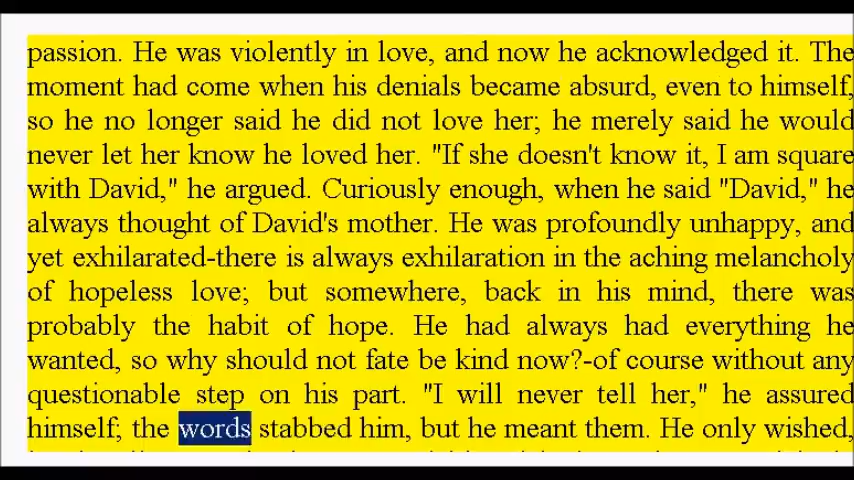 passion. He was violently in love, and now he acknowledged it. The
moment had come when his denials became absurd, even to himself,
so he no longer said he did not love her; he merely said he would
never let her know he loved her. "If she doesn't know it, I am square
with David," he argued. Curiously enough, when he said "David," he
always thought of David's mother. He was profoundly unhappy, and
yet exhilarated-there is always exhilaration in the aching melancholy
of hopeless love; but somewhere, back in his mind, there was
probably the habit of hope. He had always had everything he
wanted, so why should not fate be kind now?-of course without any
questionable step on his part. "I will never tell her," he assured
himself; the words stabbed him, but he meant them. He only wished,